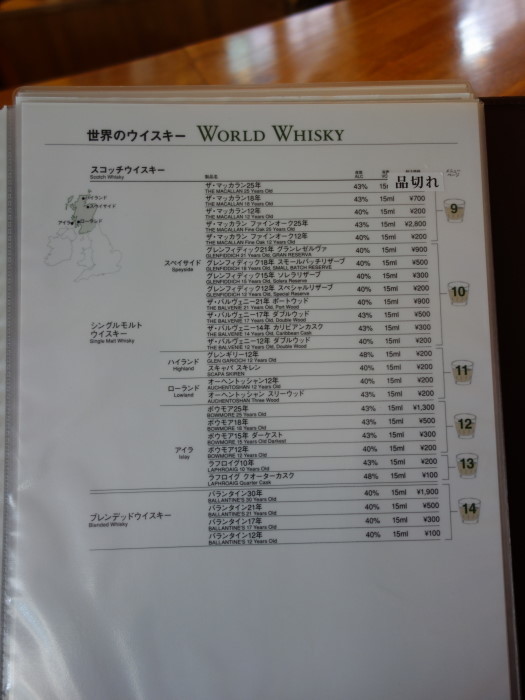 世界のウイスキー WORLD WHISKY
スコッチウイスキー
Scotch Whisky
製品名
品切れ
ザ・マッカラン25年 43% 15ml
THE MACALLAN 25 Years Old
ザ・マッカラン18年 43% 15ml ¥700
THE MACALLAN 18 Years Old
ザ・マッカラン12年 40% 15ml ¥200
THE MACALLAN 12 Years Old
9
ザ・マッカラン ファインオーク25年 43% 15ml ¥2,800
THE MACALLAN Fine Oak 25 Years Old
ザ・マッカラン ファインオーク12年 40% 15ml ¥200
THE MACALLAN Fine Oak 12 Years Old
ハイランド
スペイサイド
アイラ
ローランド
スペイサイド
Speyside
グレンフィディック21年 グランレゼルヴァ 40% 15ml ¥900
GLENFIDDICH 21 Years Old, GRAN RESERVA
グレンフィディック18年 スモールバッチリザーブ 40% 15ml ¥500
GLENFIDDICH 18 Years Old, SMALL BATCH RESERVE
グレンフィディック15年 ソレラリザーブ 40% 15ml ¥300
GLENFIDDICH 15 Years Old, Solera Reserve
グレンフィディック12年 スペシャルリザーブ 40% 15ml ¥200
GLENFIDDICH 12 Years Old, Special Reserve
10
ザ・バルヴェニー21年 ポートウッド 40% 15ml ¥900
THE BALVENIE 21 Years Old, Port Wood
ザ・バルヴェニー17年 ダブルウッド 43% 15ml ¥500
THE BALVENIE 17 Years Old, Double Wood
ザ・バルヴェニー14年 カリビアンカスク 43% 15ml ¥300
THE BALVENIE 14 Years Old, Caribbean Cask
ザ・バルヴェニー12年 ダブルウッド 40% 15ml ¥200
THE BALVENIE 12 Years Old, Double Wood
シングルモルト
ウイスキー
Single Malt Whisky
ハイランド
Highland
グレンギリー12年 48% 15ml ¥200
GLEN GARIOCH 12 Years Old
スキャパ スキレン 40% 15ml ¥200
SCAPA SKIREN
11
ローランド
Lowland
オーヘントッシャン12年 40% 15ml ¥200
AUCHENTOSHAN 12 Years Old
オーヘントッシャン スリーウッド 43% 15ml ¥200
AUCHENTOSHAN Three Wood
アイラ
Islay
ボウモア25年 43% 15ml ¥1,300
BOWMORE 25 Years Old
ボウモア18年 43% 15ml ¥500
BOWMORE 18 Years Old
12
ボウモア15年 ダーケスト 43% 15ml ¥300
BOWMORE 15 Years Old Darkest
ボウモア12年 40% 15ml ¥200
BOWMORE 12 Years Old
ラフロイグ10年 43% 15ml ¥200
LAPHROAIG 10 Years Old
13
ラフロイグ クオーターカスク 48% 15ml ¥100
LAPHROAIG Quarter Cask
ブレンデッドウイスキー
Blended Whisky
バランタイン30年 40% 15ml ¥1,900
BALLANTINE'S 30 Years Old
バランタイン21年 40% 15ml ¥500
BALLANTINE'S 21 Years Old
14
バランタイン17年 40% 15ml ¥300
BALLANTINE'S 17 Years Old
バランタイン12年 40% 15ml ¥100
BALLANTINE'S 12 Years Old